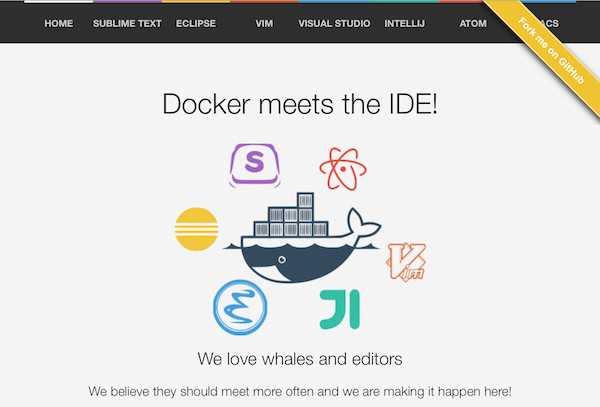 HOME SUBLIME TEXT ECLIPSE VIM VISUAL STUDIO INTELLIJ ATOM ACS
Fork me on GitHub
Docker meets the IDE!
S
Vim
JI
We love whales and editors
We believe they should meet more often and we are making it happen here!